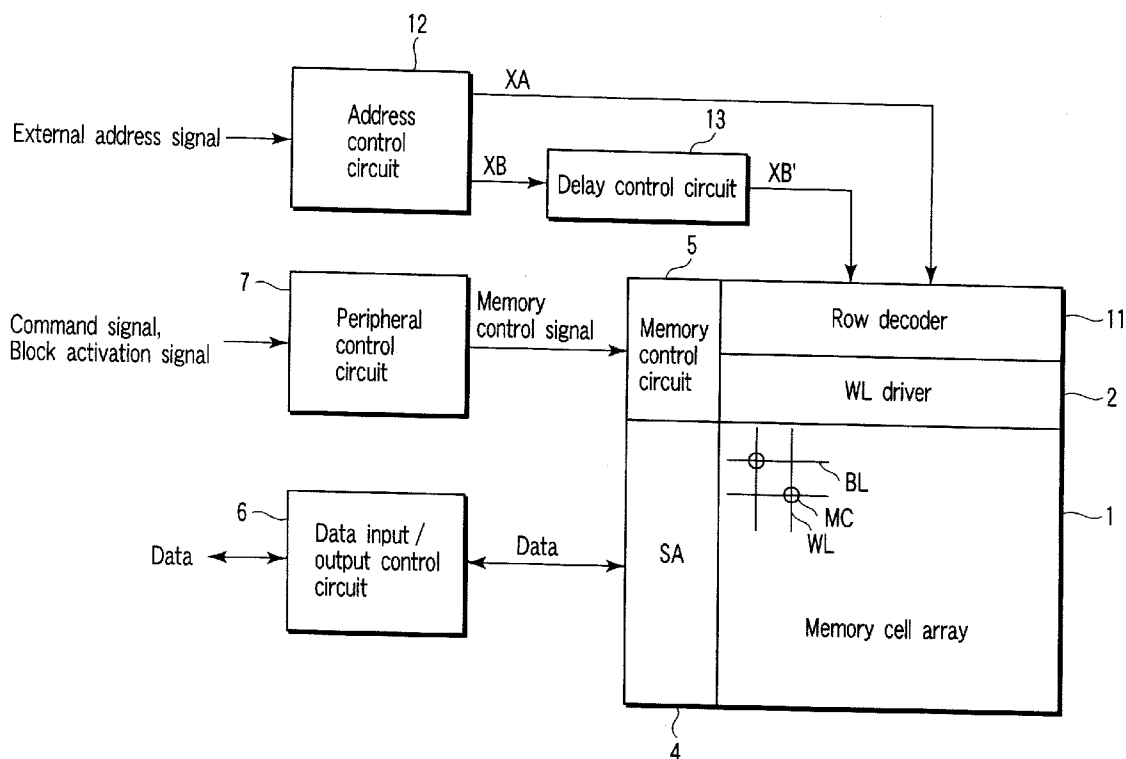 12
XA
Address
control
circuit
External address signal
13
XB
Delay control circuit
XB'
5
7
Peripheral
control
circuit
Command signal,
Block activation signal
Memory
control signal
Memory
control
circuit
Row decoder
11
WL driver
2
BL
MC
WL
1
6
Data input /
output control
circuit
Data
Data
SA
Memory cell array
4